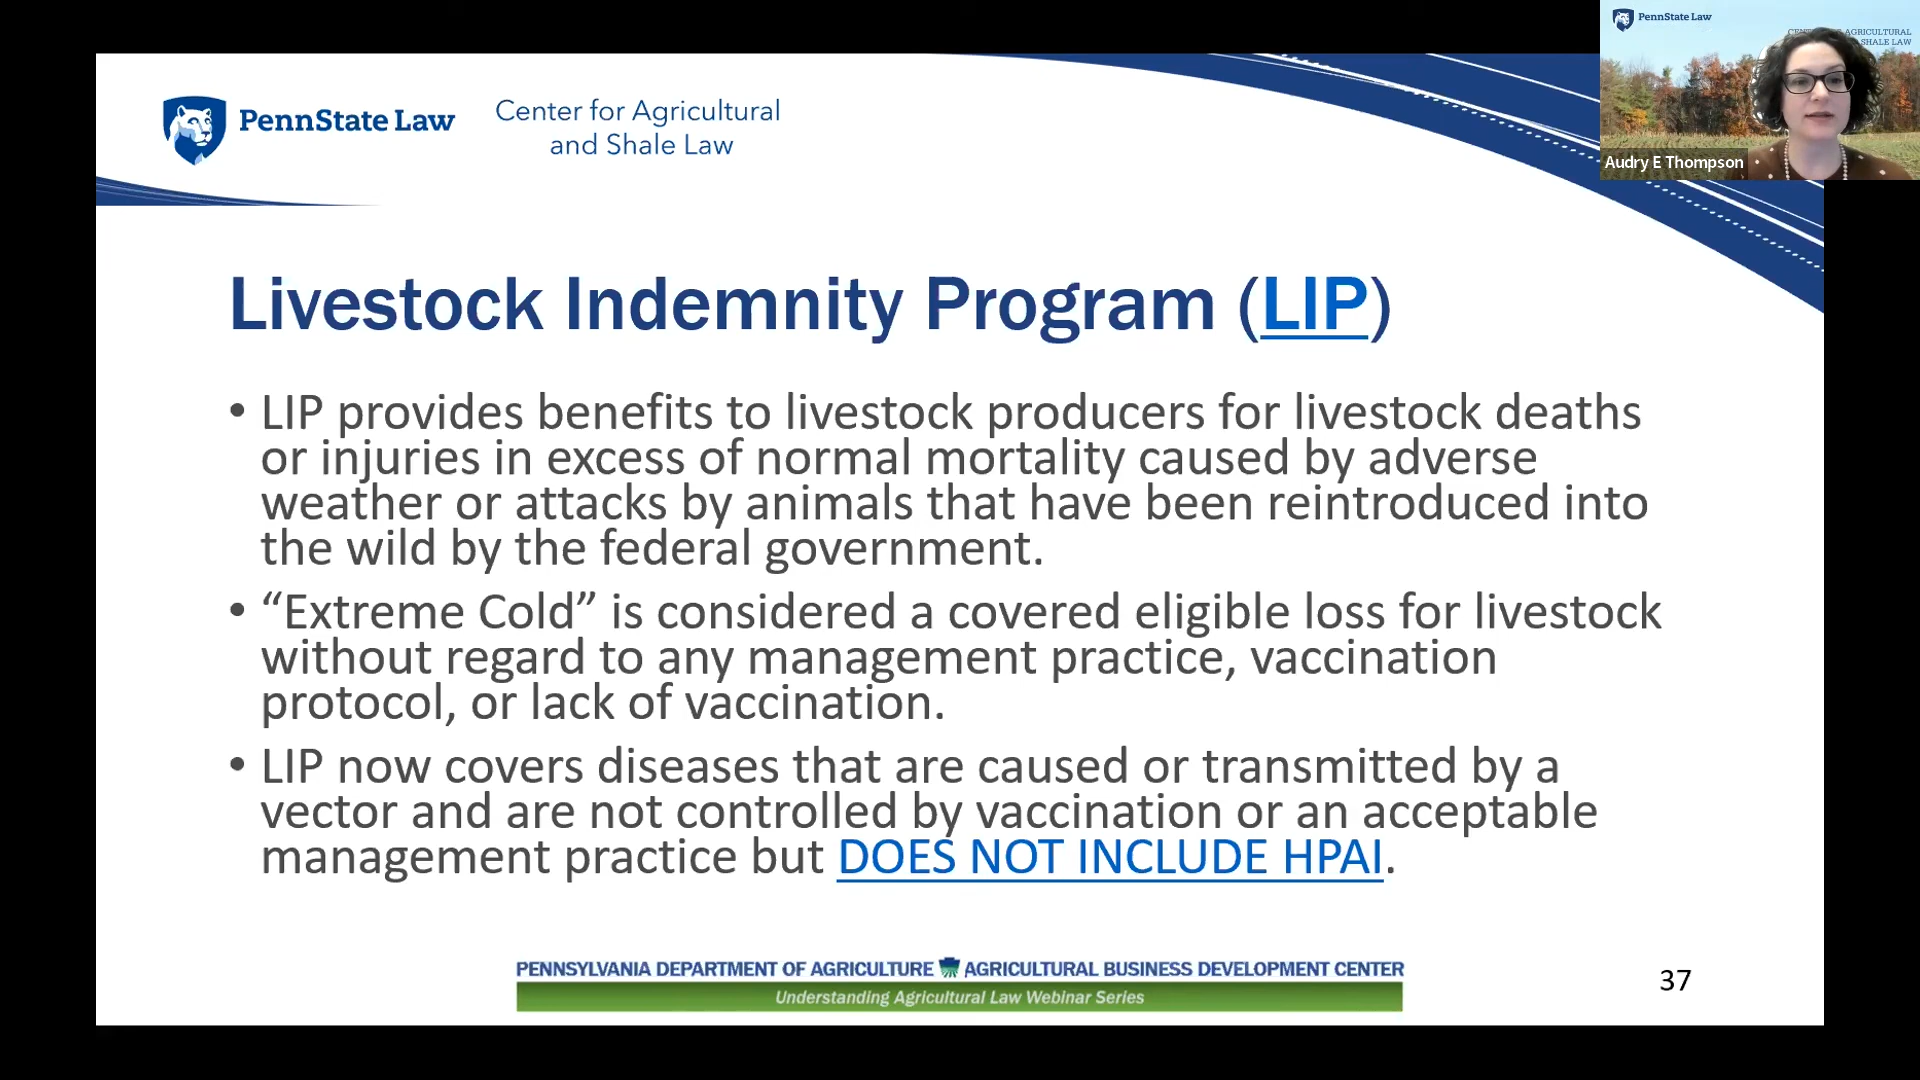 PennState Law
Center for Agricultural
and Shale Law
PennState Law
AGRICULTURAL
SHALE LAW
Audry E Thompson
Livestock Indemnity Program (LIP)
• LIP provides benefits to livestock producers for livestock deaths
or injuries in excess of normal mortality caused by adverse
weather or attacks by animals that have been reintroduced into
the wild by the federal government.
• “Extreme Cold” is considered a covered eligible loss for livestock
without regard to any management practice, vaccination
protocol, or lack of vaccination.
• LIP now covers diseases that are caused or transmitted by a
vector and are not controlled by vaccination or an acceptable
management practice but DOES NOT INCLUDE HPAI.
PENNSYLVANIA DEPARTMENT OF AGRICULTURE AGRICULTURAL BUSINESS DEVELOPMENT CENTER
Understanding Agricultural Law Webinar Series
37